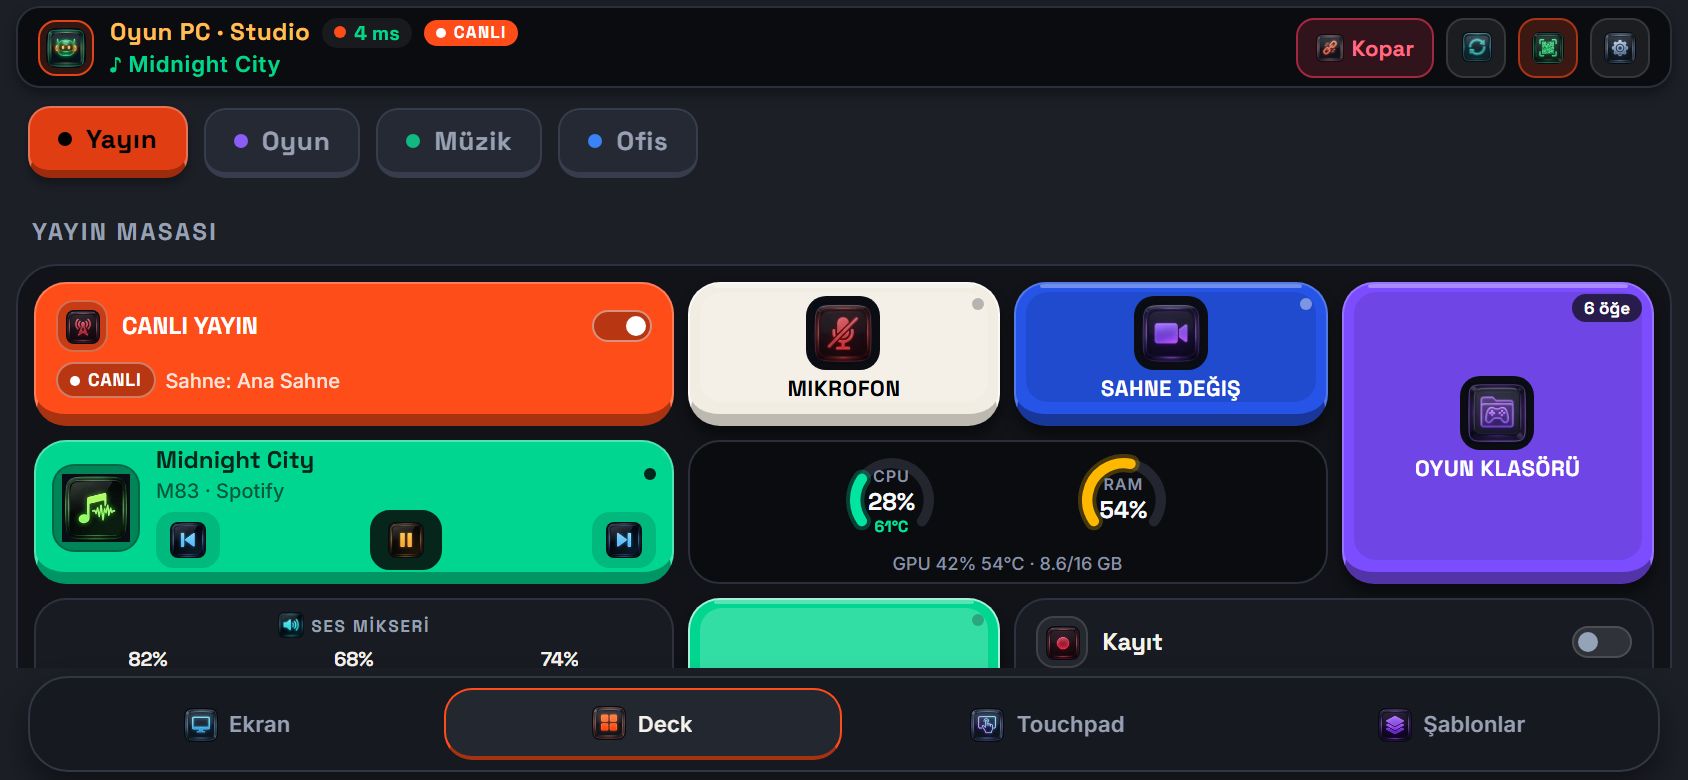 Oyun PC · Studio
4 ms
CANLI
♪ Midnight City
Kopar
Yayın
Oyun
Müzik
Ofis
YAYIN MASASI
CANLI YAYIN
CANLI
Sahne: Ana Sahne
MIKROFON
SAHNE DEĞIŞ
6 öğe
OYUN KLASÖRÜ
Midnight City
M83 · Spotify
CPU
28%
61°C
RAM
54%
GPU 42% 54°C · 8.6/16 GB
SES MİKSERİ
82%
68%
74%
Kayıt
Ekran
Deck
Touchpad
Şablonlar